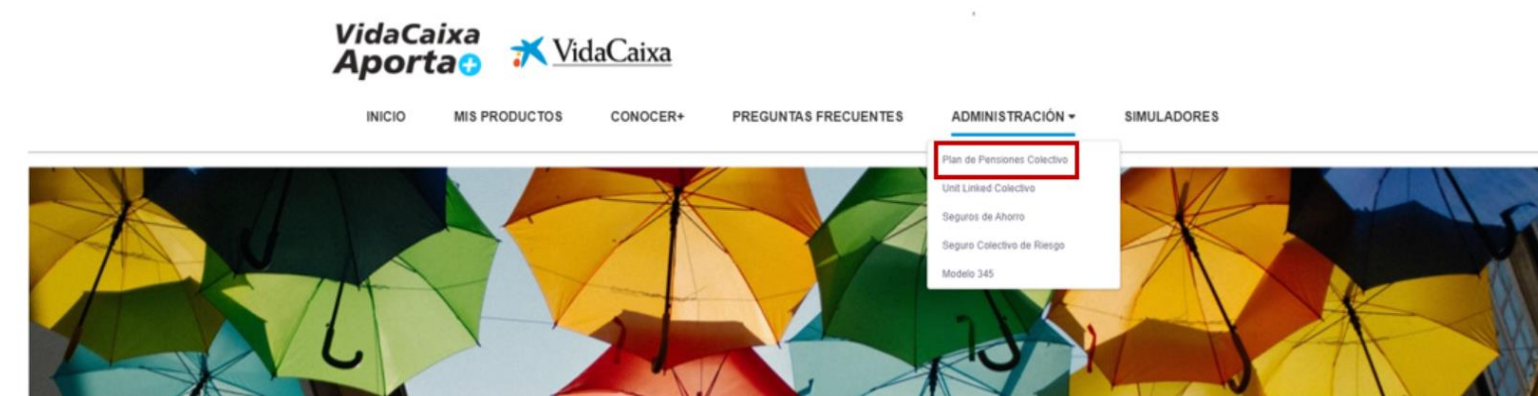 VidaCaixa
Aporta+
VidaCaixa
INICIO MIS PRODUCTOS CONOCER+ PREGUNTAS FRECUENTES ADMINISTRACIÓN SIMULADORES
Plan de Pensiones Colectivo
Unit Linked Colectivo
Seguros de Ahorro
Seguro Colectivo de Riesgo
Modelo 345